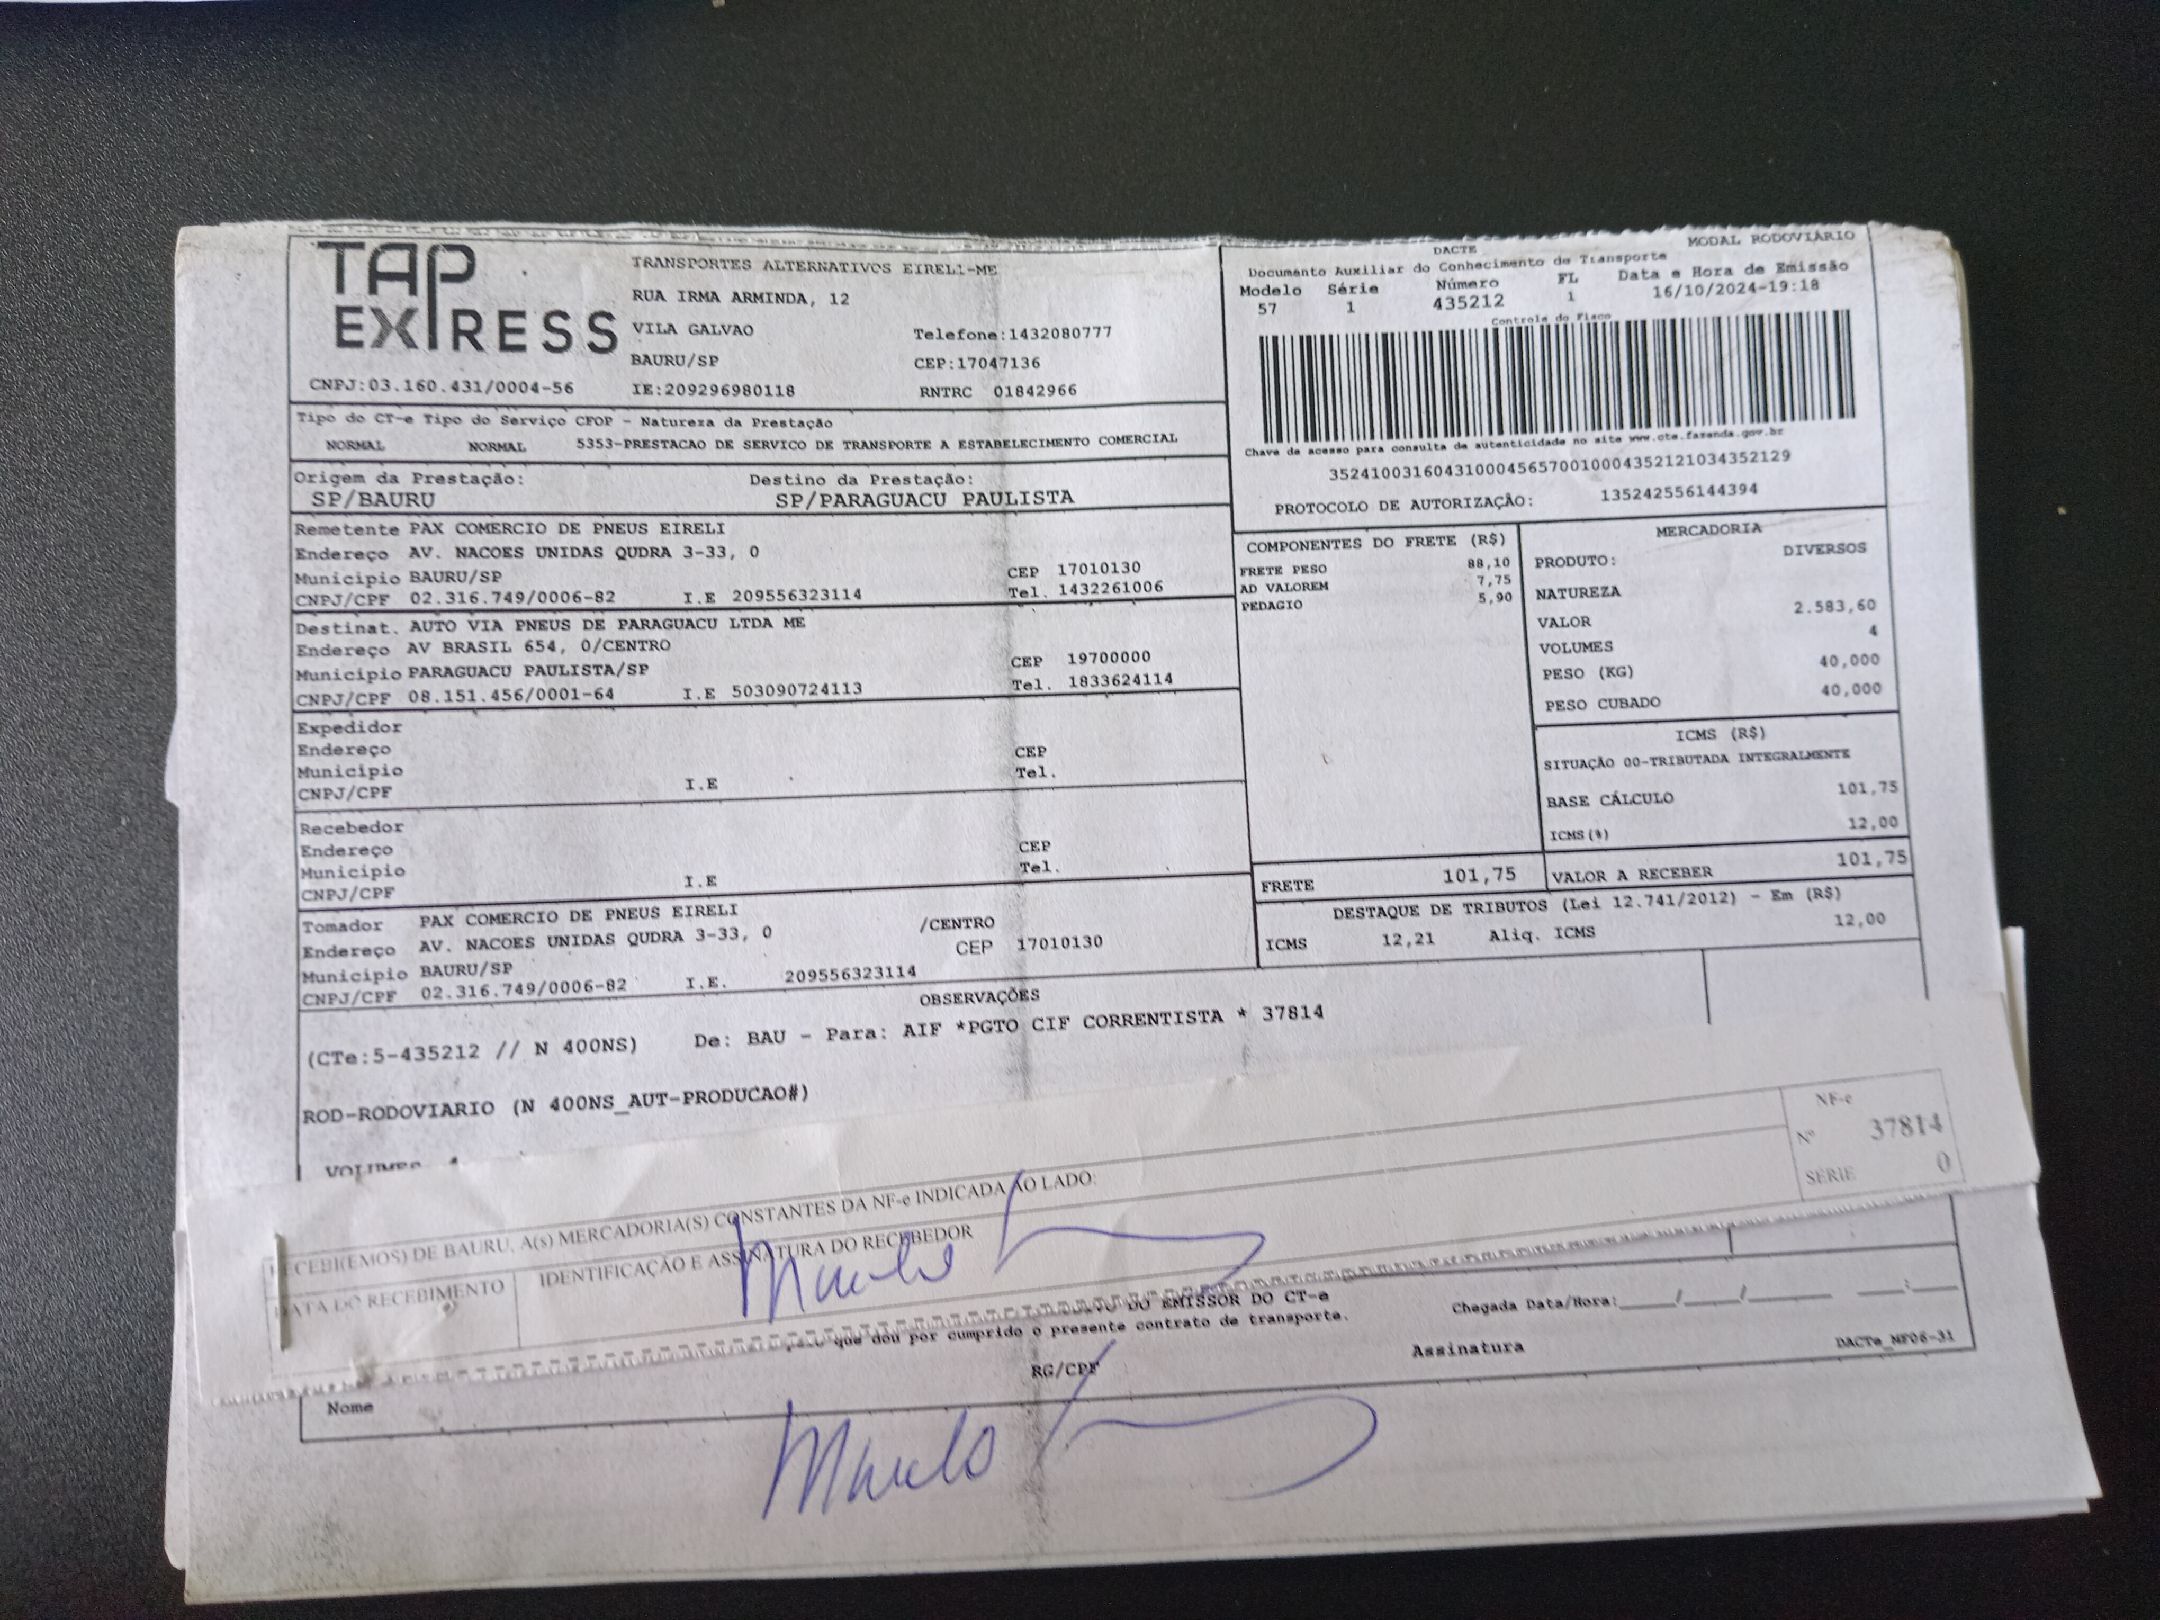 TAP EXPRESS
CNPJ:03.160.431/0004-56
TRANSPORTES ALTERNATIVOS EIRELI-ME
RUA IRMA ARMINDA, 12
VILA GALVAO Telefone:1432080777
BAURU/SP CEP:17047136
IE:209296980118 RNTRC 01842966
DACTE MODAL RODOVIÁRIO
Documento Auxiliar do Conhecimento de Transporte
Modelo Série Número FL Data e Hora de Emissão
57 1 435212 1 16/10/2024-19:18
Controle do Fisco
Chave de acesso para consulta de autenticidade no site www.cte.fazenda.gov.br
35241003160431000456570010004352121034352129
PROTOCOLO DE AUTORIZAÇÃO: 135242556144394
Tipo do CT-e Tipo do Serviço CFOP - Natureza da Prestação
NORMAL NORMAL 5353-PRESTACAO DE SERVICO DE TRANSPORTE A ESTABELECIMENTO COMERCIAL
Origem da Prestação: Destino da Prestação:
SP/BAURU SP/PARAGUACU PAULISTA
Remetente PAX COMERCIO DE PNEUS EIRELI
Endereço AV. NACOES UNIDAS QUDRA 3-33, 0
Município BAURU/SP CEP 17010130
CNPJ/CPF 02.316.749/0006-82 I.E 209556323114 Tel. 1432261006
Destinat. AUTO VIA PNEUS DE PARAGUACU LTDA ME
Endereço AV BRASIL 654, 0/CENTRO
Município PARAGUACU PAULISTA/SP CEP 19700000
CNPJ/CPF 08.151.456/0001-64 I.E 503090724113 Tel. 1833624114
Expedidor
Endereço CEP
Município Tel.
CNPJ/CPF I.E
Recebedor
Endereço CEP
Município Tel.
CNPJ/CPF I.E
Tomador PAX COMERCIO DE PNEUS EIRELI
Endereço AV. NACOES UNIDAS QUDRA 3-33, 0 /CENTRO
Município BAURU/SP CEP 17010130
CNPJ/CPF 02.316.749/0006-82 I.E. 209556323114
COMPONENTES DO FRETE (R$)
FRETE PESO 88,10
AD VALOREM 7,75
PEDAGIO 5,90
MERCADORIA
PRODUTO: DIVERSOS
NATUREZA
VALOR 2.583,60
VOLUMES 4
PESO (KG) 40,000
PESO CUBADO 40,000
ICMS (R$)
SITUAÇÃO 00-TRIBUTADA INTEGRALMENTE
BASE CÁLCULO 101,75
ICMS(%) 12,00
FRETE 101,75 VALOR A RECEBER 101,75
DESTAQUE DE TRIBUTOS (Lei 12.741/2012) - Em (R$)
ICMS 12,21 Aliq. ICMS 12,00
OBSERVAÇÕES
(CTe:5-435212 // N 400NS) De: BAU - Para: AIF *PGTO CIF CORRENTISTA * 37814
ROD-RODOVIARIO (N 400NS_AUT-PRODUCAO#)
RECEBI(EMOS) DE BAURU, A(s) MERCADORIA(S) CONSTANTES DA NF-e INDICADA AO LADO:
DATA DO RECEBIMENTO IDENTIFICAÇÃO E ASSINATURA DO RECEBEDOR
NF-e
Nº 37814
SÉRIE 0
DO EMISSOR DO CT-e
que dou por cumprido o presente contrato de transporte.
Chegada Data/Hora:____/____/____ ___:___
Nome RG/CPF Assinatura DACTe_NF06-31